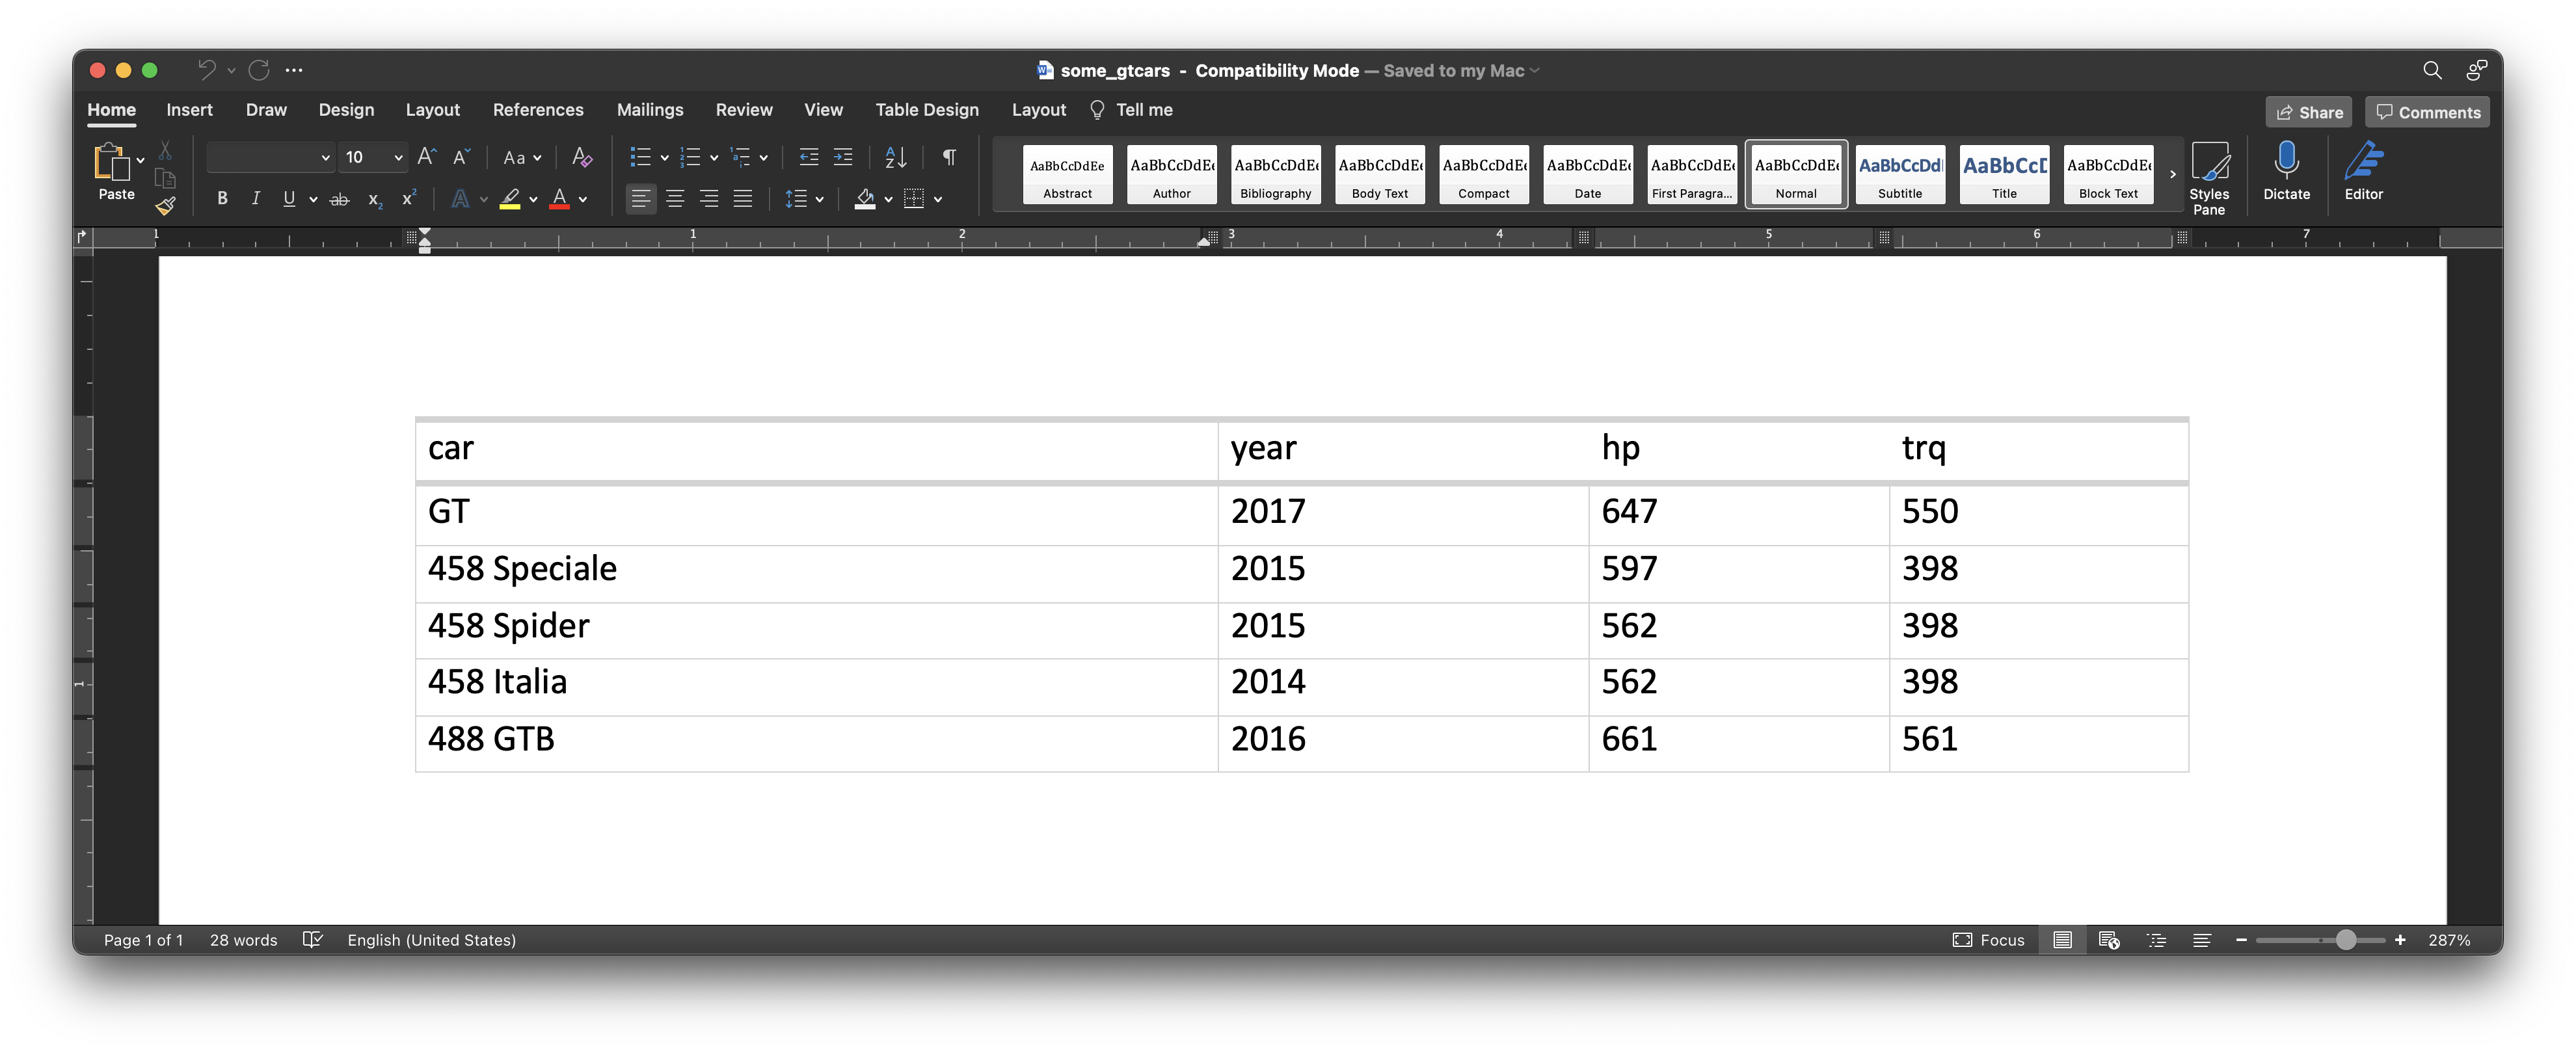 some_gtcars - Compatibility Mode — Saved to my Mac
Home Insert Draw Design Layout References Mailings Review View Table Design Layout Tell me Share Comments
Paste 10 Aa AaBbCcDdEe Abstract AaBbCcDdEe Author AaBbCcDdEe Bibliography AaBbCcDdEe Body Text AaBbCcDdEe Compact AaBbCcDdEe Date AaBbCcDdEe First Paragra... AaBbCcDdEe Normal AaBbCcDd Subtitle AaBbCcD Title AaBbCcDdEe Block Text Styles Pane Dictate Editor
1 1 2 3 4 5 6 7
car year hp trq
GT 2017 647 550
458 Speciale 2015 597 398
458 Spider 2015 562 398
458 Italia 2014 562 398
488 GTB 2016 661 561
1
Page 1 of 1 28 words English (United States) Focus 287%